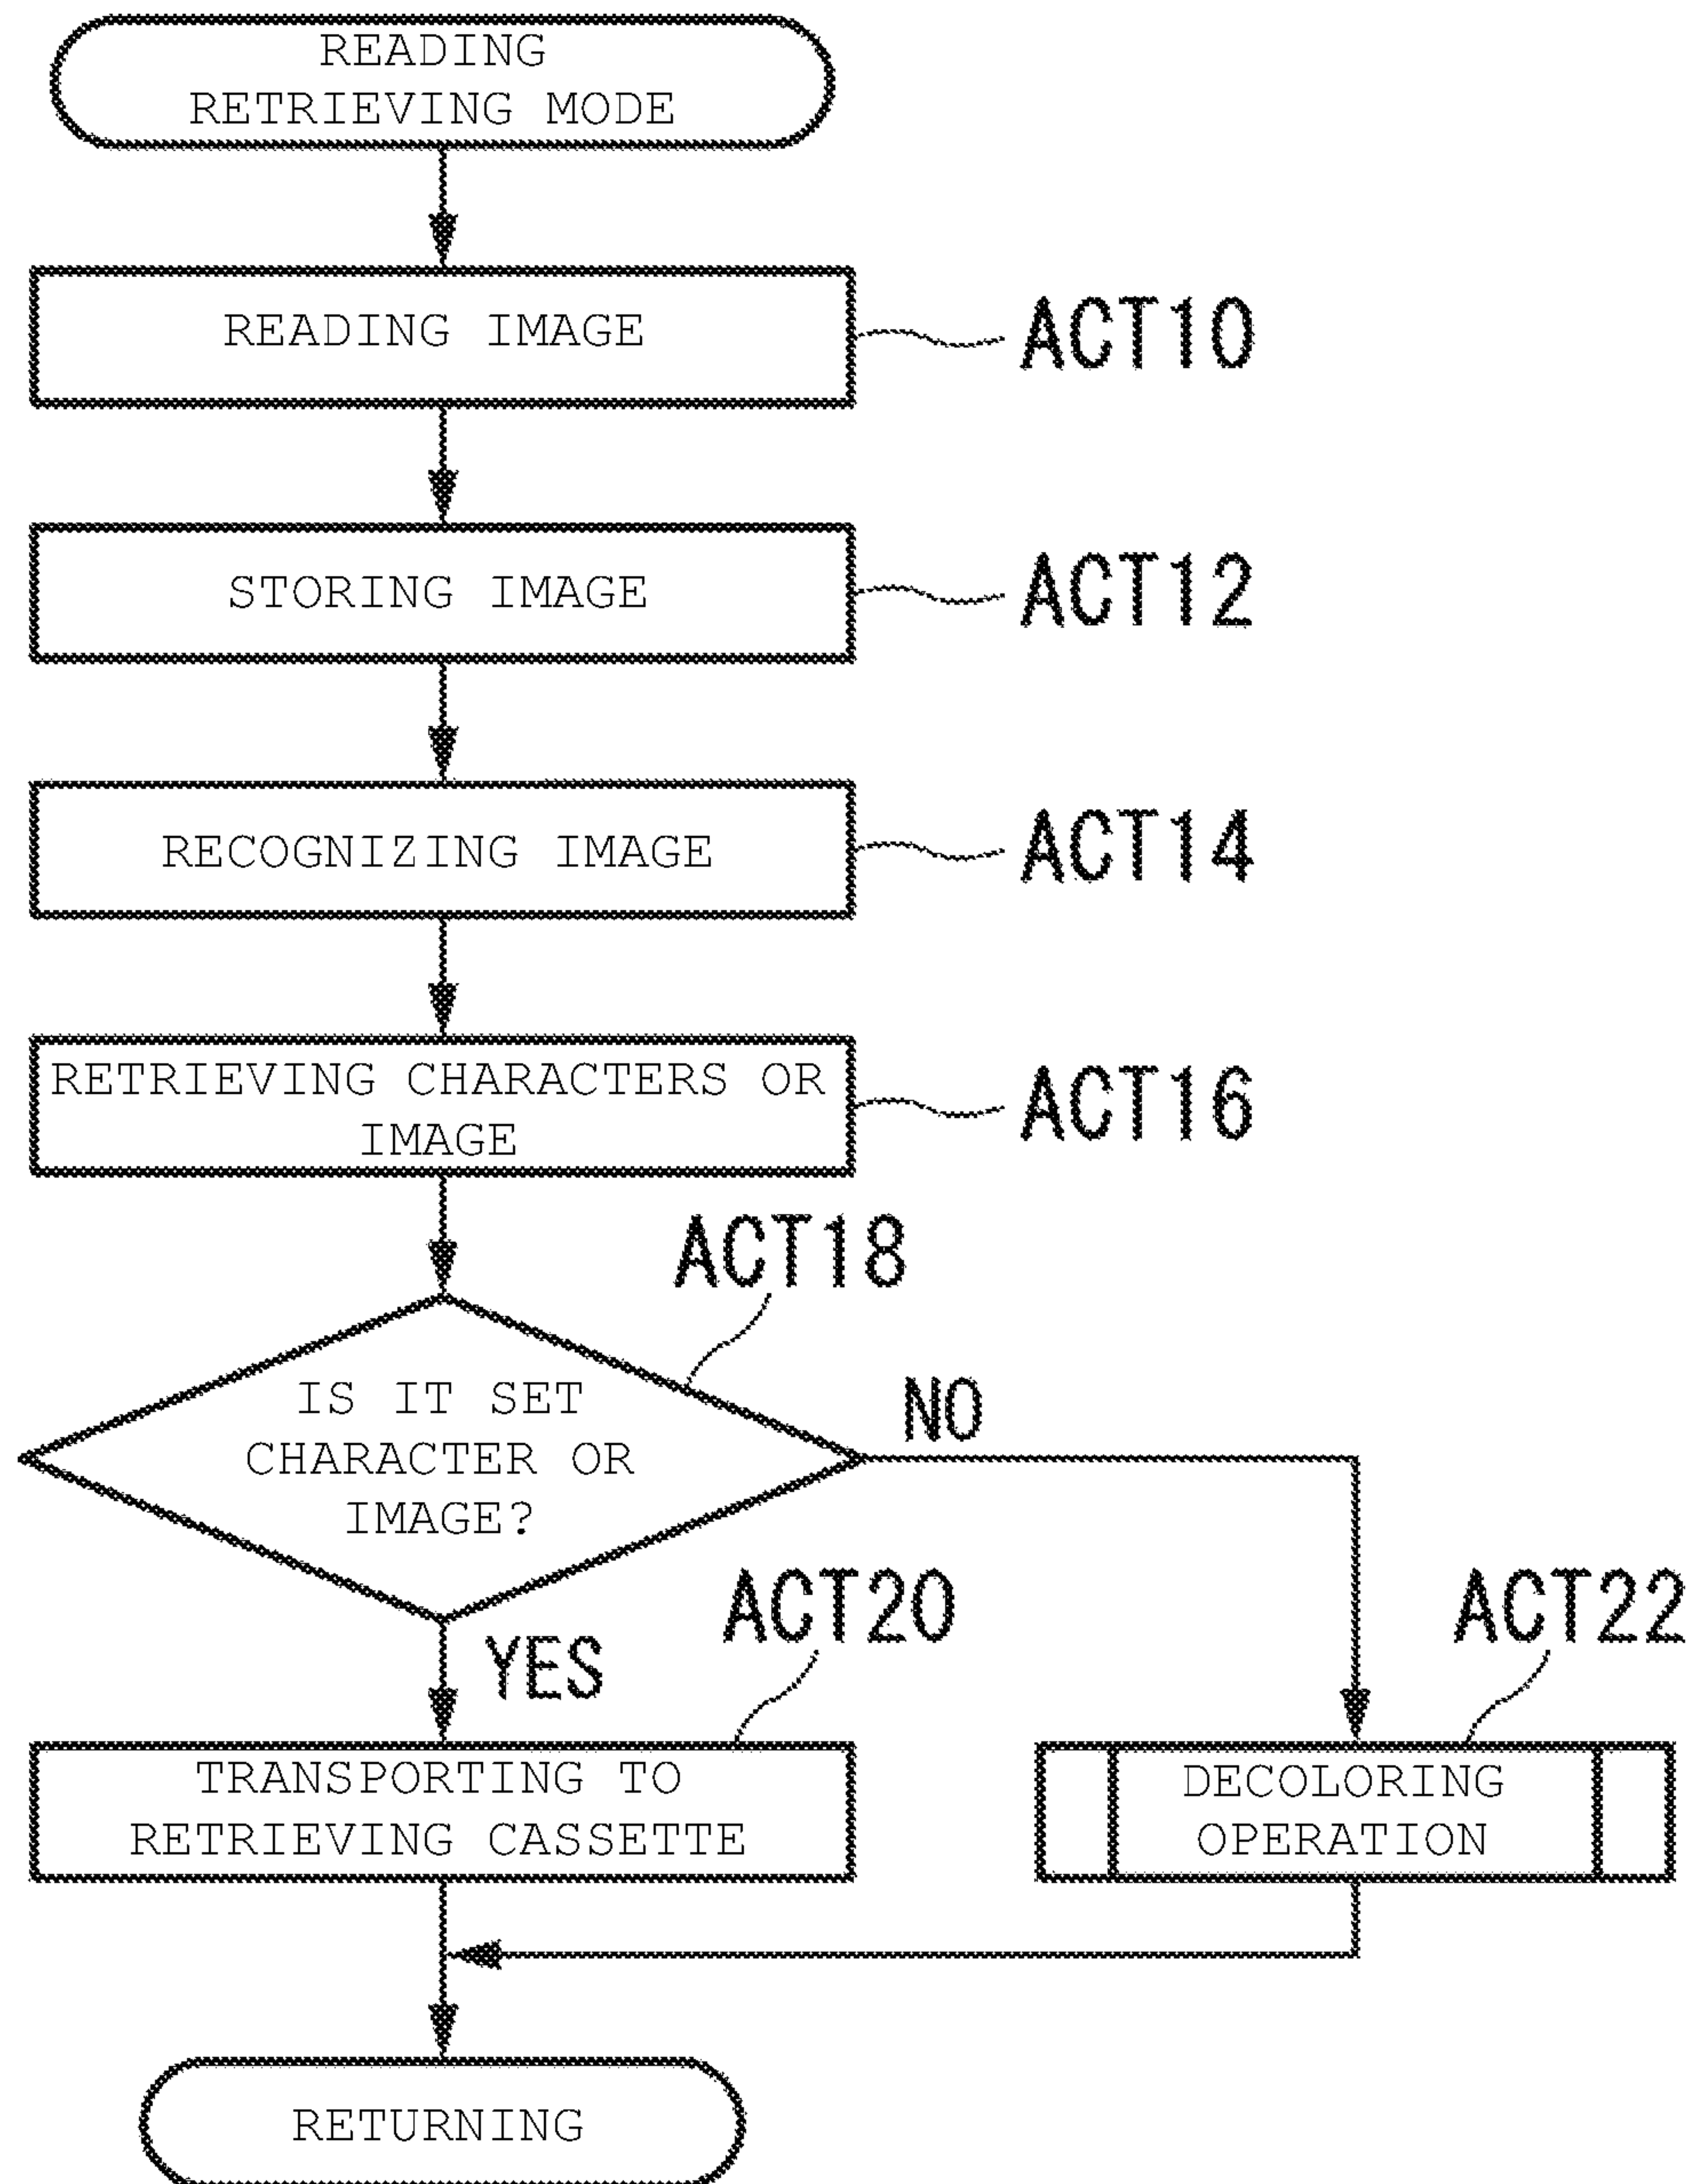 READING
RETRIEVING MODE
READING IMAGE
ACT10
STORING IMAGE
ACT12
RECOGNIZING IMAGE
ACT14
RETRIEVING CHARACTERS OR
IMAGE
ACT16
ACT18
IS IT SET
CHARACTER OR
IMAGE?
NO
YES
ACT20
ACT22
TRANSPORTING TO
RETRIEVING CASSETTE
DECOLORING
OPERATION
RETURNING